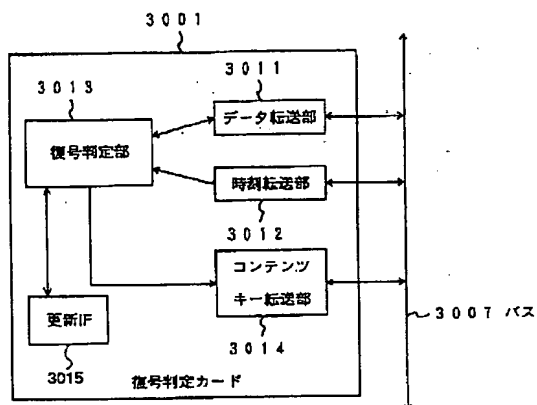 3001
3011
3013
データ転送部
復号判定部
時刻転送部
3012
コンテンツ
キー転送部
更新IF
3007 バス
3014
3015
復号判定カード